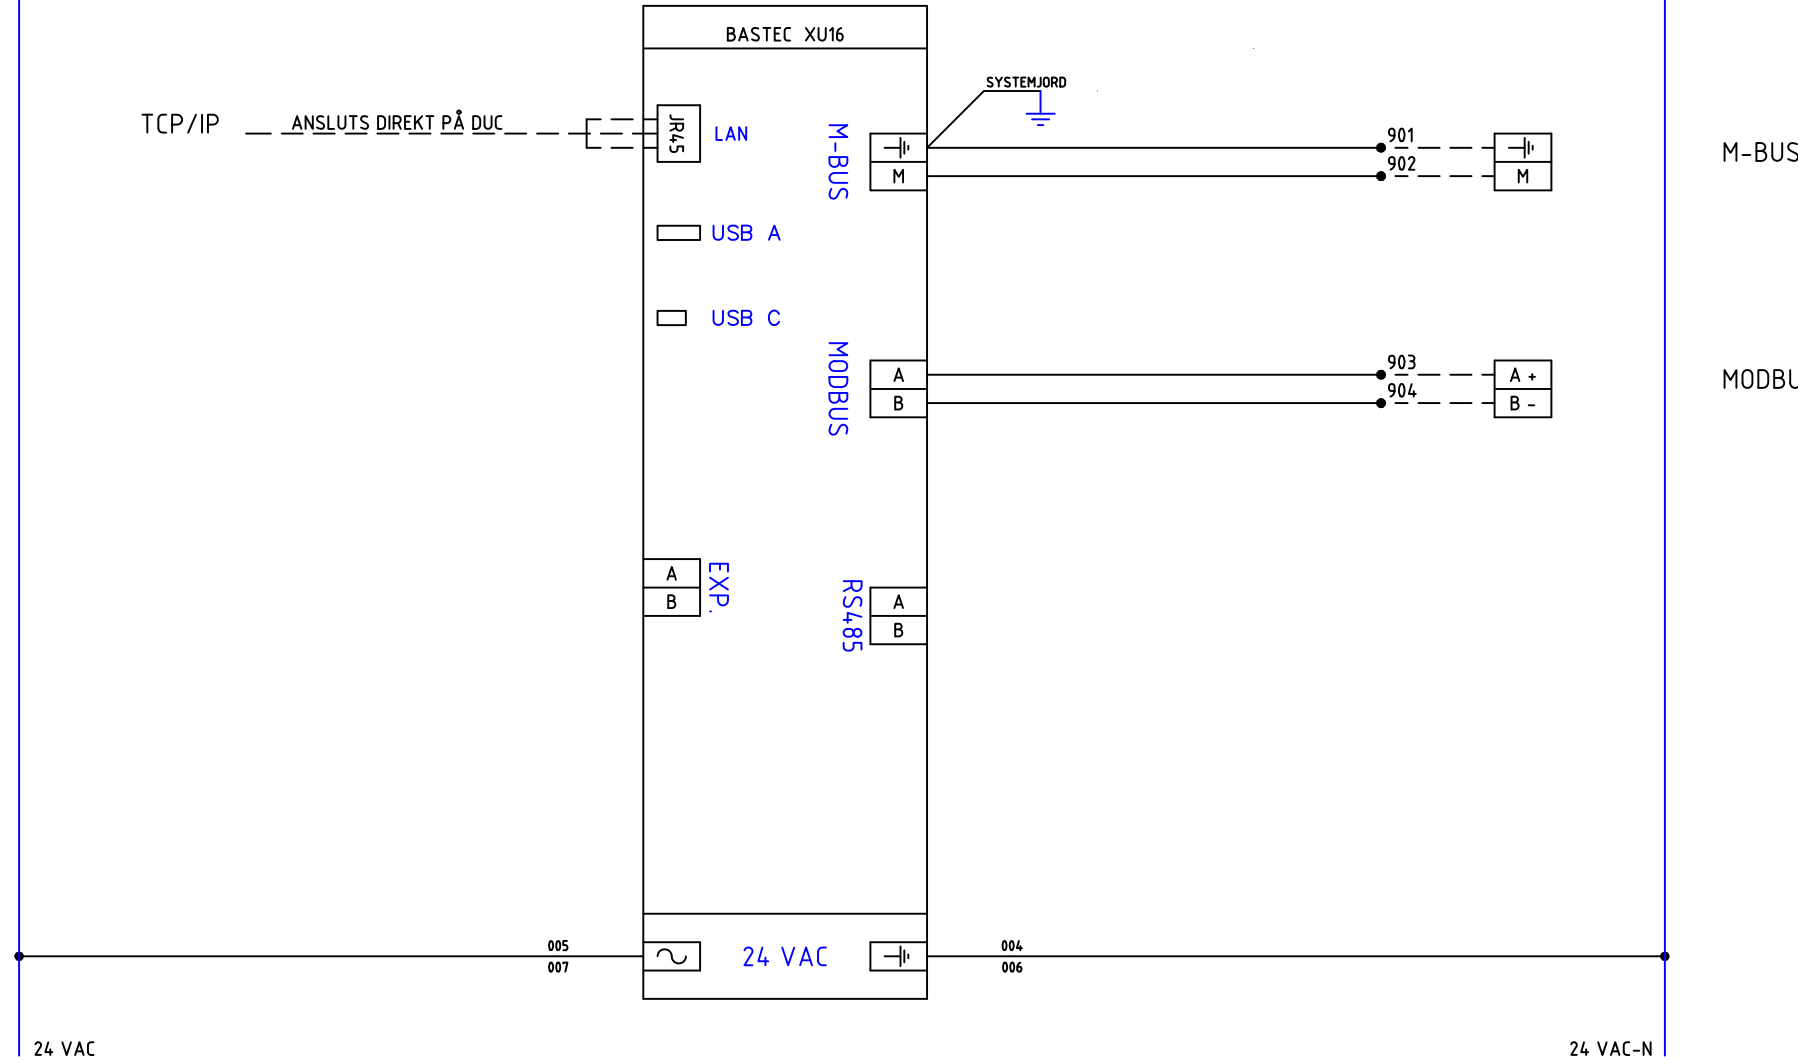 BASTEC XU16
SYSTEMJORD
TCP/IP
ANSLUTS DIREKT PÅ DUC
JR45
LAN
M-BUS
M
901
902
M
M-BUS
USB A
USB C
MODBUS
A
B
903
904
A +
B -
MODBU
A
B
EXP.
RS485
A
B
005
007
24 VAC
004
006
24 VAC
24 VAC-N